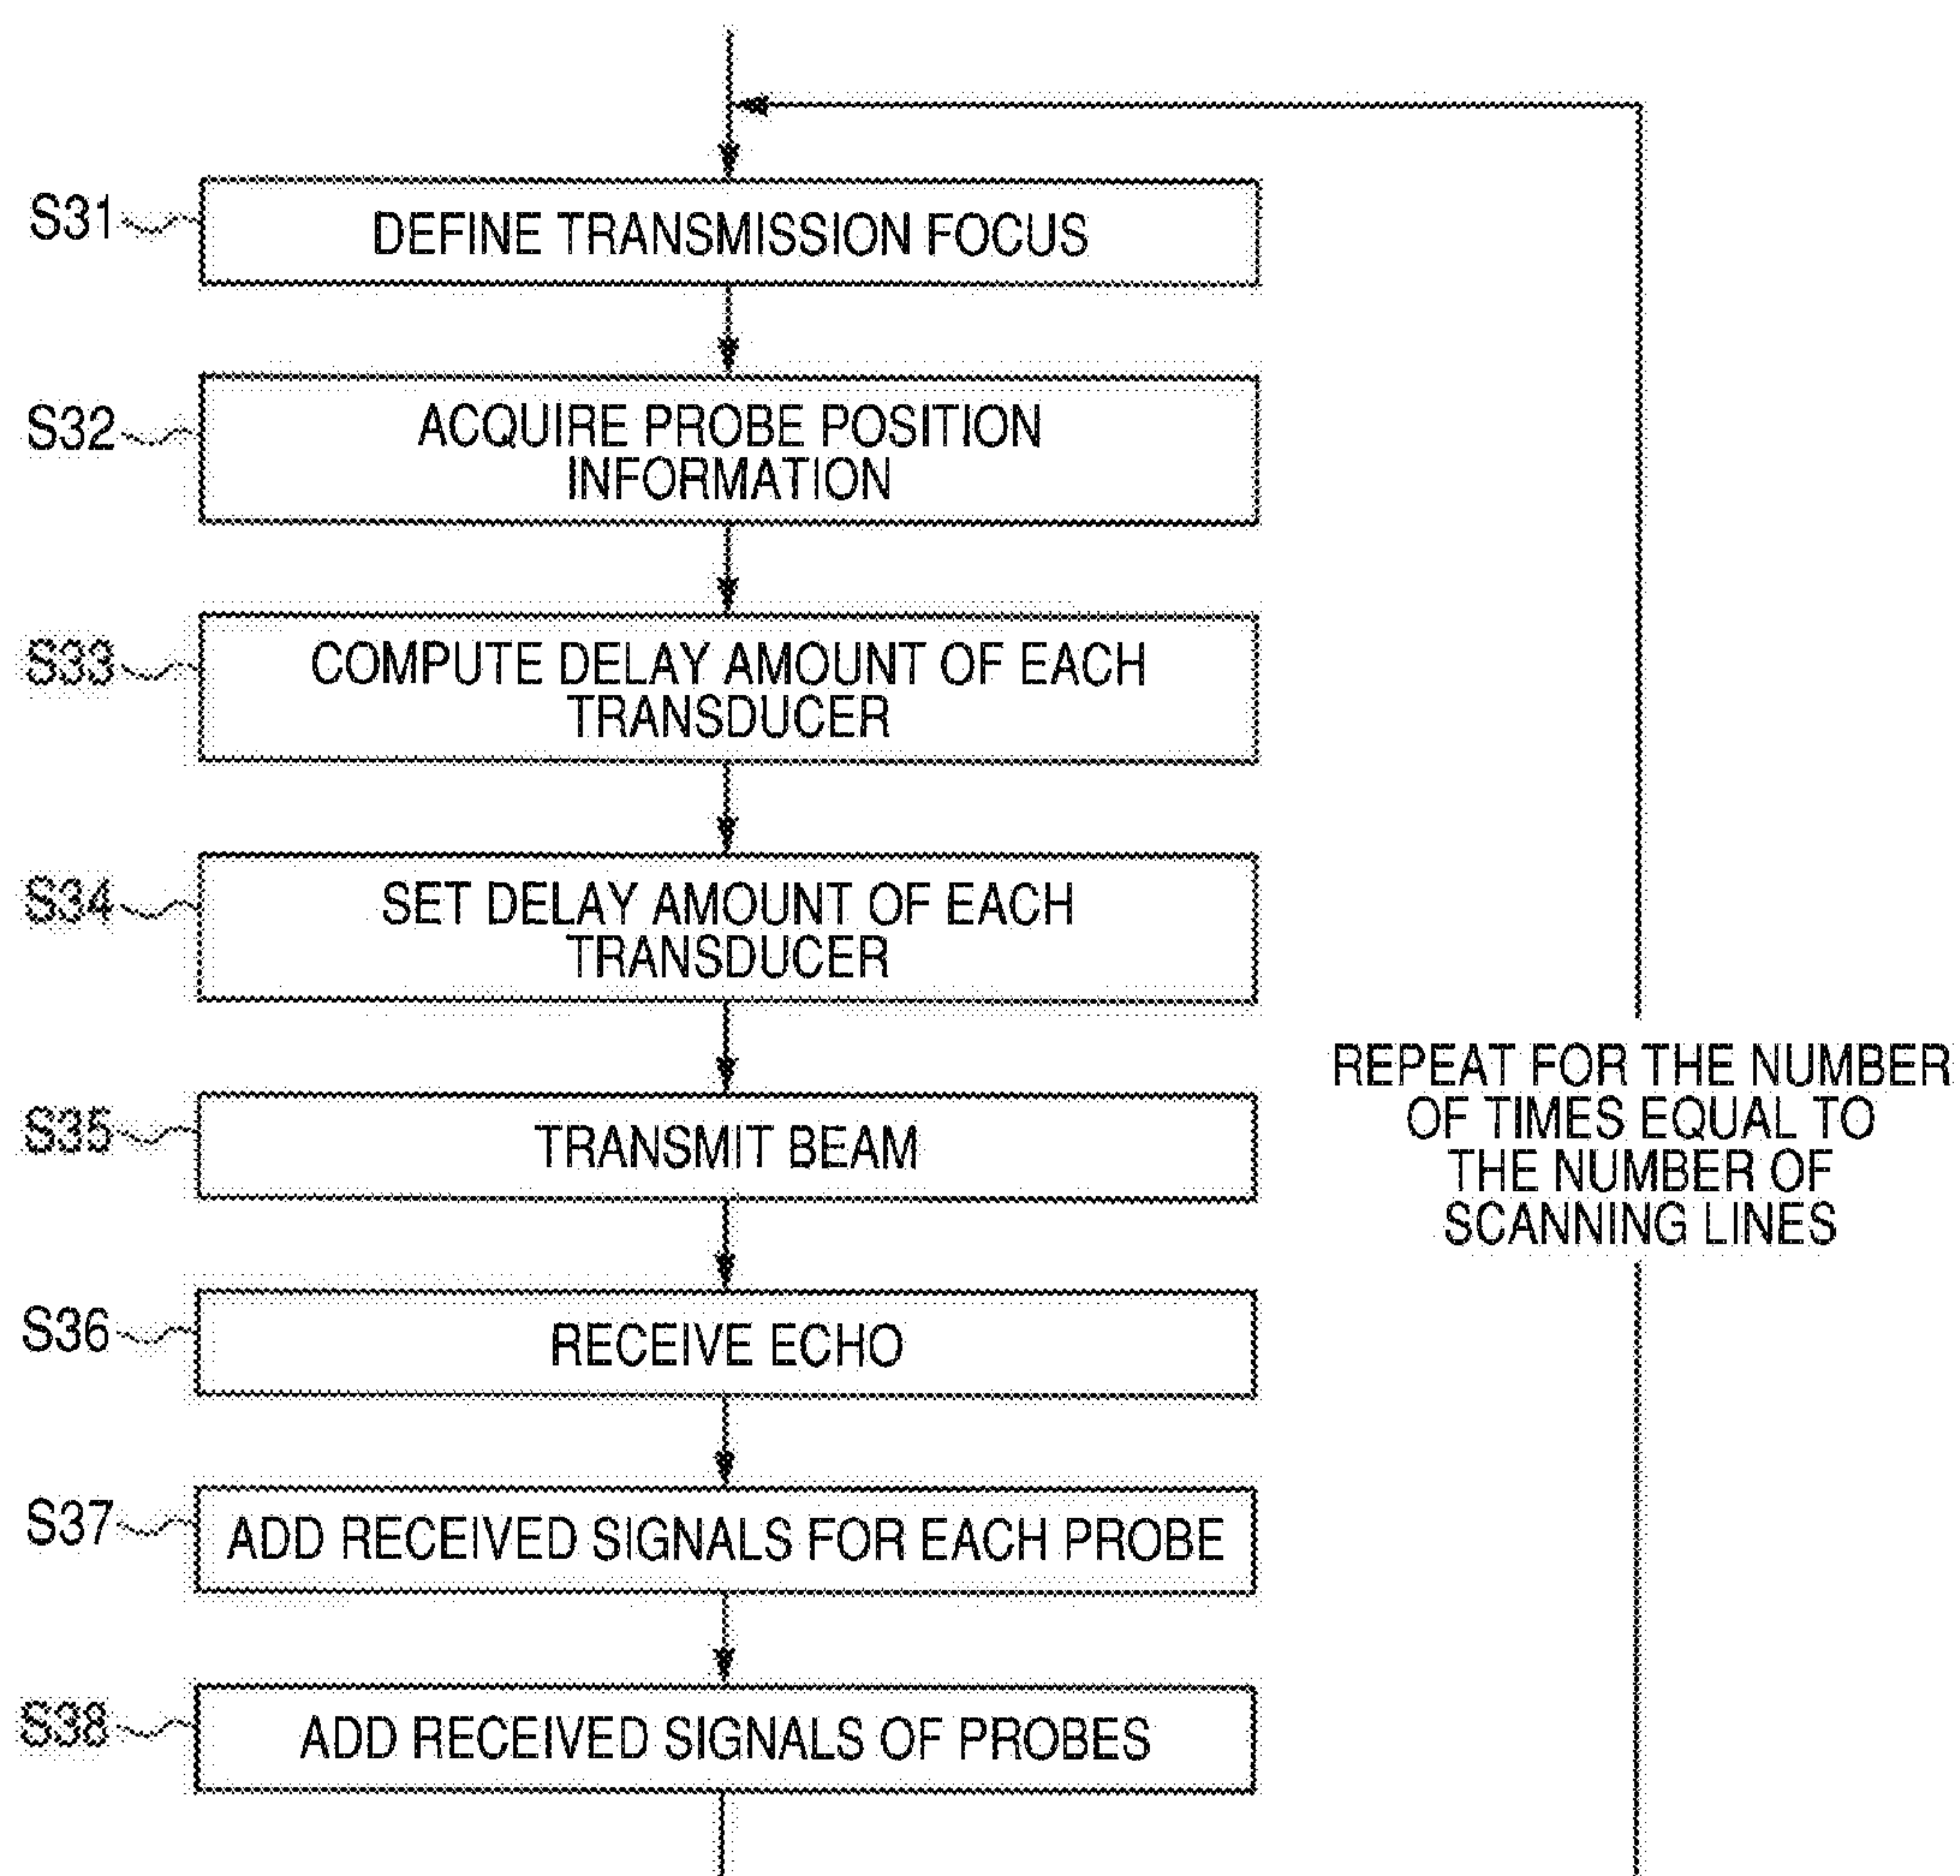 S31
DEFINE TRANSMISSION FOCUS
S32
ACQUIRE PROBE POSITION
INFORMATION
S33
COMPUTE DELAY AMOUNT OF EACH
TRANSDUCER
S34
SET DELAY AMOUNT OF EACH
TRANSDUCER
REPEAT FOR THE NUMBER
OF TIMES EQUAL TO
THE NUMBER OF
SCANNING LINES
S35
TRANSMIT BEAM
S36
RECEIVE ECHO
S37
ADD RECEIVED SIGNALS FOR EACH PROBE
S38
ADD RECEIVED SIGNALS OF PROBES